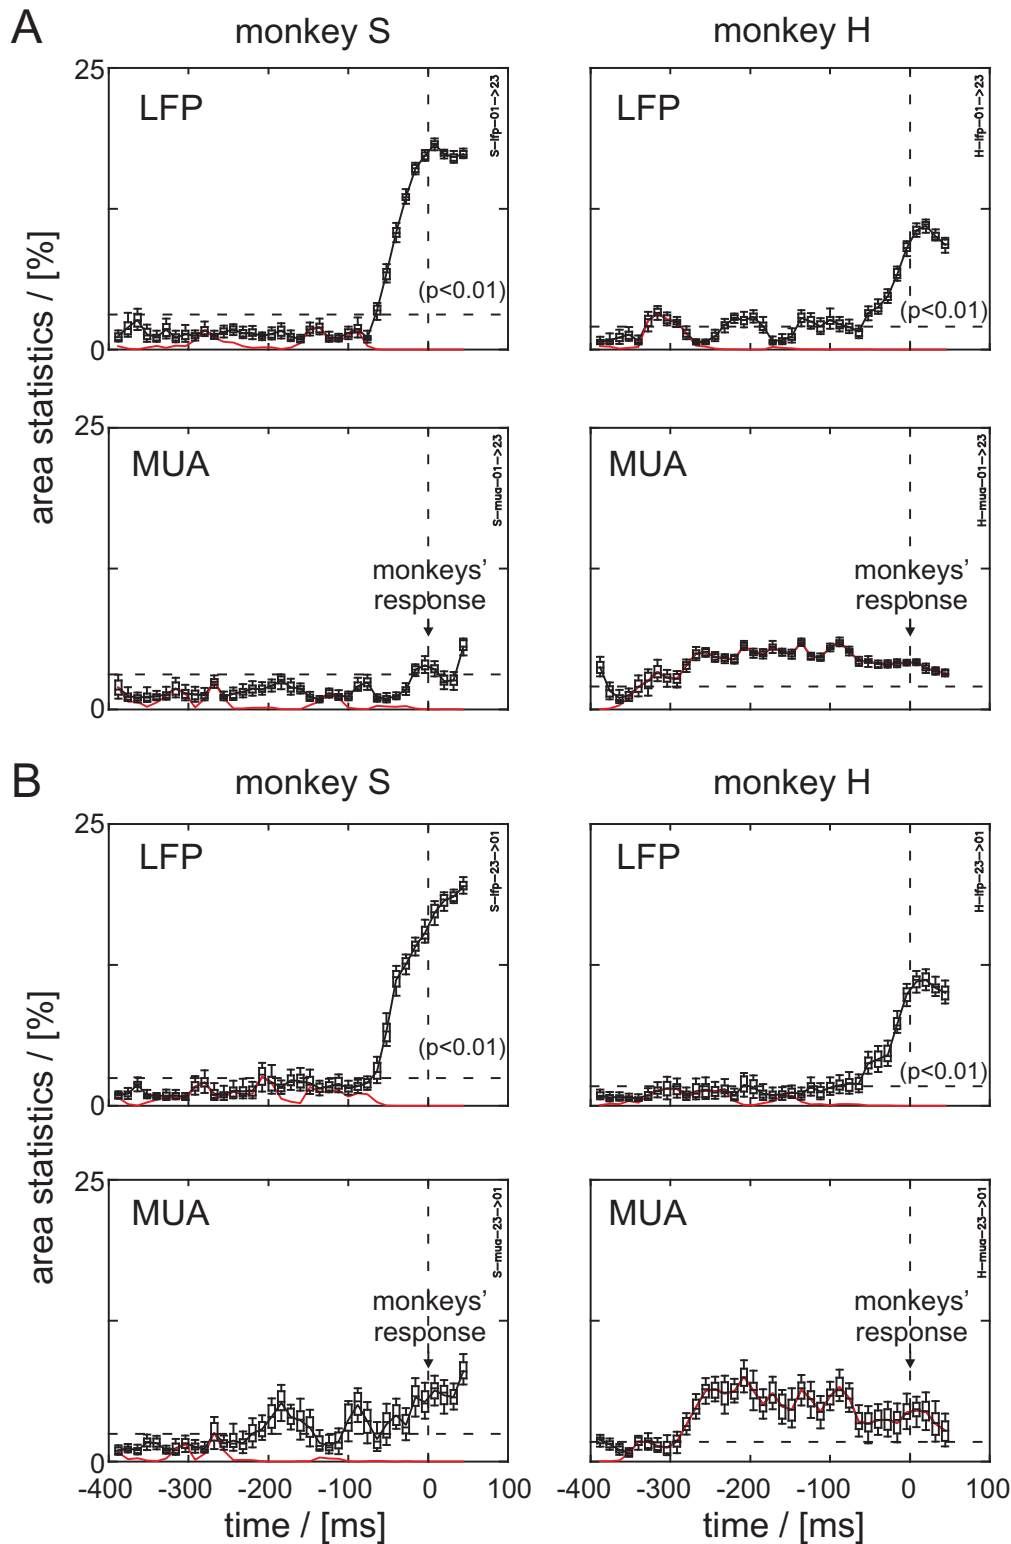 A
monkey S
monkey H
25
LFP
S-lfp-01->23
(p<0.01)
0
LFP
H-lfp-01->23
(p<0.01)
area statistics / [%]
25
MUA
S-mua-01->23
monkeys'
response
0
MUA
H-mua-01->23
monkeys'
response
B
monkey S
monkey H
25
LFP
S-lfp-23->01
(p<0.01)
0
LFP
H-lfp-23->01
(p<0.01)
area statistics / [%]
25
MUA
S-mua-23->01
monkeys'
response
0
MUA
H-mua-23->01
monkeys'
response
-400 -300 -200 -100 0 100
-400 -300 -200 -100 0 100
time / [ms]
time / [ms]